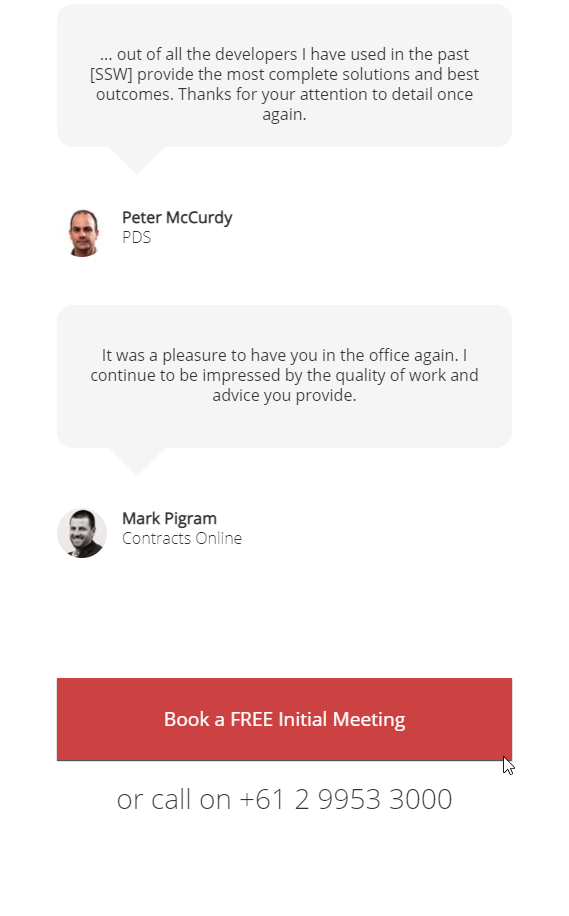 ... out of all the developers I have used in the past
[SSW] provide the most complete solutions and best
outcomes. Thanks for your attention to detail once
again.
Peter McCurdy
PDS
It was a pleasure to have you in the office again. I
continue to be impressed by the quality of work and
advice you provide.
Mark Pigram
Contracts Online
Book a FREE Initial Meeting
or call on +61 2 9953 3000